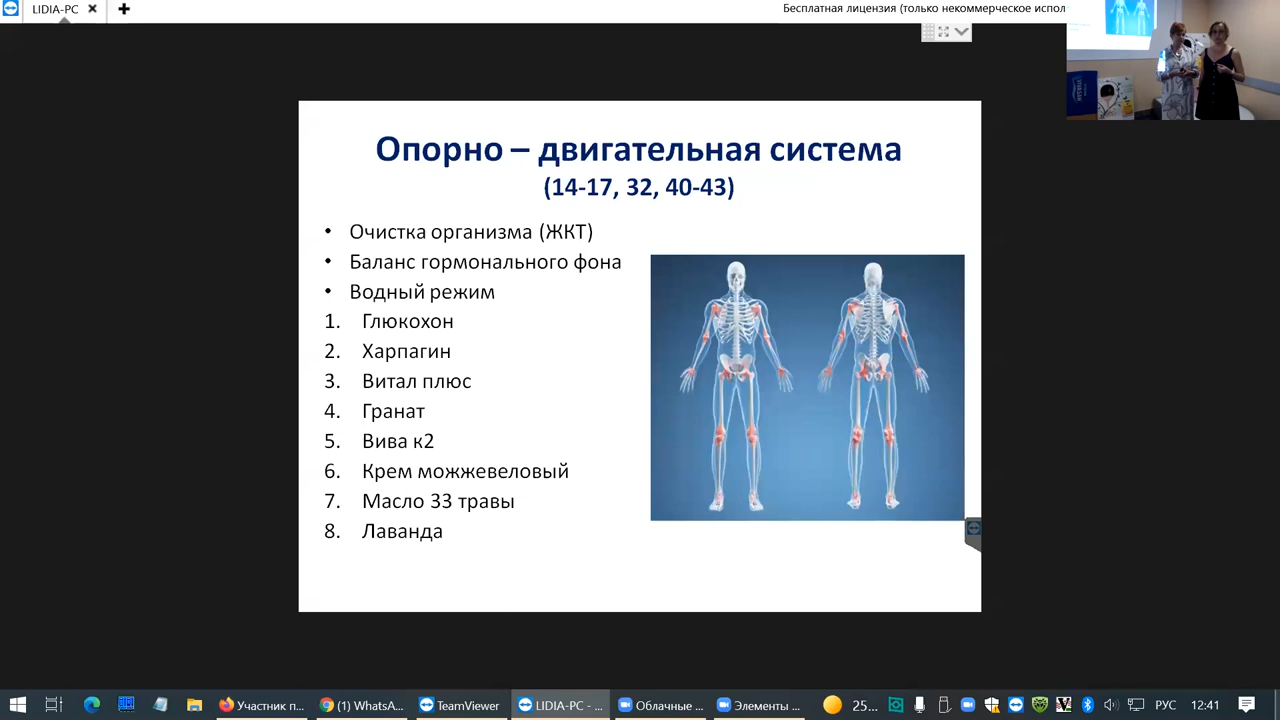 LIDIA-PC
Бесплатная лицензия (только некоммерческое испол
Опорно – двигательная система
(14-17, 32, 40-43)
• Очистка организма (ЖКТ)
• Баланс гормонального фона
• Водный режим
1. Глюкохон
2. Харпагин
3. Витал плюс
4. Гранат
5. Вива к2
6. Крем можжевеловый
7. Масло 33 травы
8. Лаванда
Участник п...
(1) WhatsA...
TeamViewer
LIDIA-PC - ...
Облачные ...
Элементы ...
25...
РУС
12:41